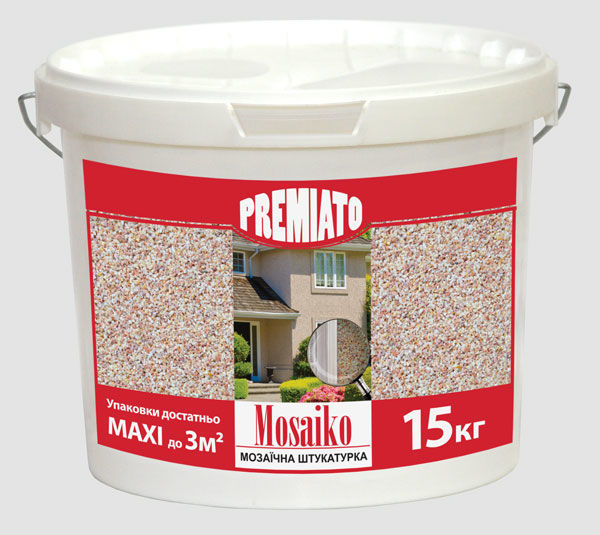 PREMIATO
Упаковки достатньо
MAXI до 3м²
Mosaiko
МОЗАЇЧНА ШТУКАТУРКА
15кг